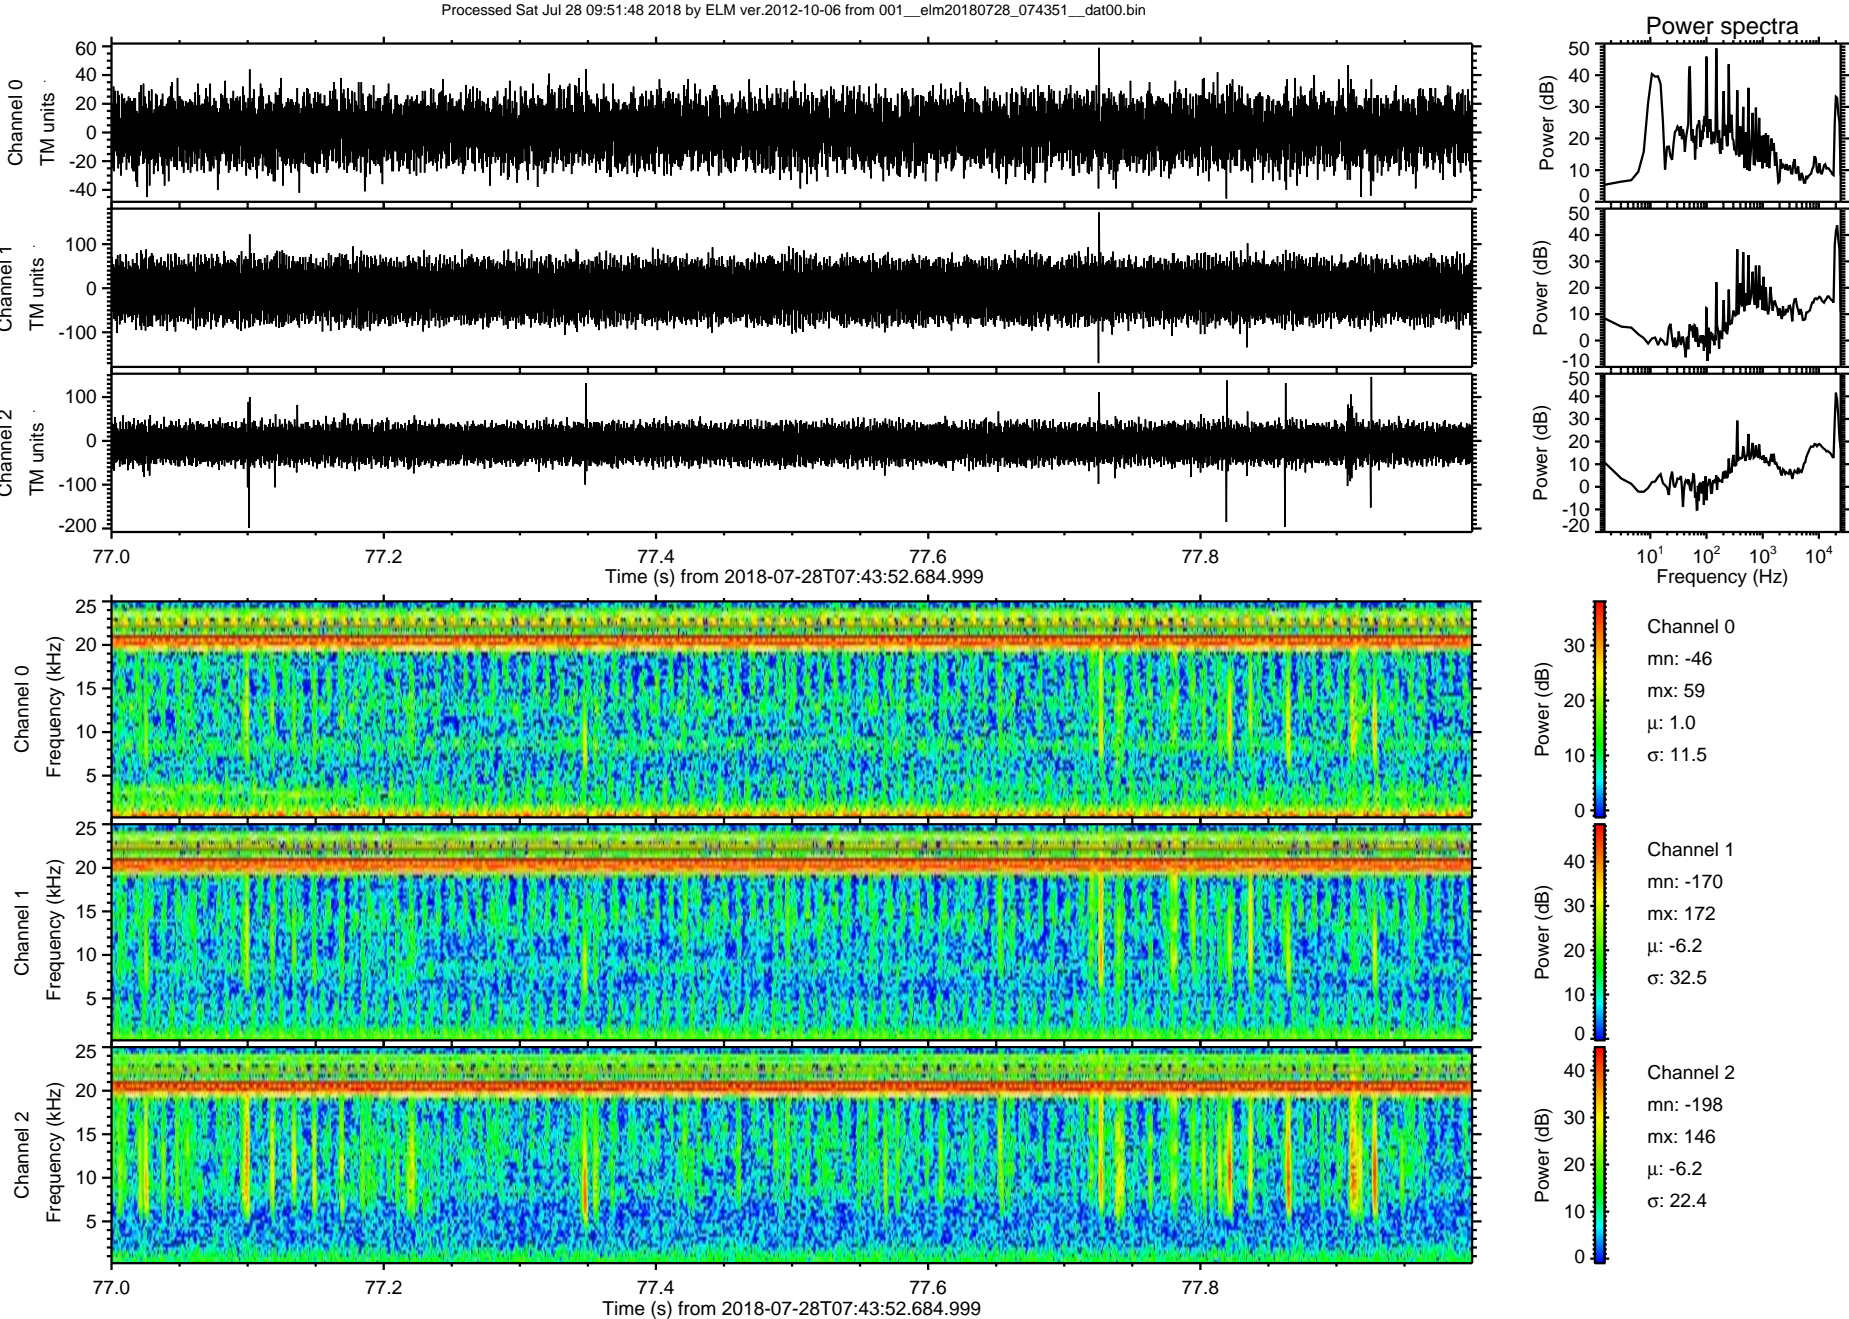 Processed Sat Jul 28 09:51:48 2018 by ELM ver.2012-10-06 from 001__elm20180728_074351__dat00.bin
Power spectra
Channel 0
TM units
60
40
20
0
-20
-40
Power (dB)
50
40
30
20
10
0
Channel 1
TM units
100
0
-100
Power (dB)
50
40
30
20
10
0
-10
Channel 2
TM units
100
0
-100
-200
Power (dB)
50
40
30
20
10
0
-10
-20
77.0 77.2 77.4 77.6 77.8
Time (s) from 2018-07-28T07:43:52.684.999
10¹ 10² 10³ 10⁴
Frequency (Hz)
Channel 0
Frequency (kHz)
25
20
15
10
5
Power (dB)
30
20
10
0
Channel 0
mn: -46
mx: 59
μ: 1.0
σ: 11.5
Channel 1
Frequency (kHz)
25
20
15
10
5
Power (dB)
40
30
20
10
0
Channel 1
mn: -170
mx: 172
μ: -6.2
σ: 32.5
Channel 2
Frequency (kHz)
25
20
15
10
5
Power (dB)
40
30
20
10
0
Channel 2
mn: -198
mx: 146
μ: -6.2
σ: 22.4
77.0 77.2 77.4 77.6 77.8
Time (s) from 2018-07-28T07:43:52.684.999